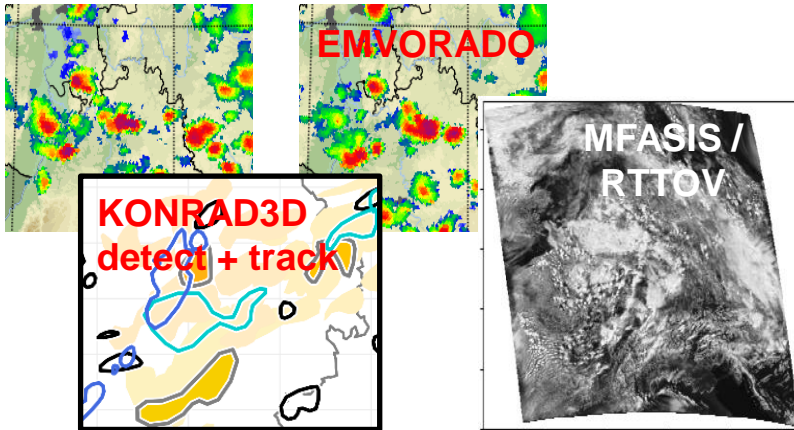 EMVORADO
MFASIS /
RTTOV
KONRAD3D
detect + track